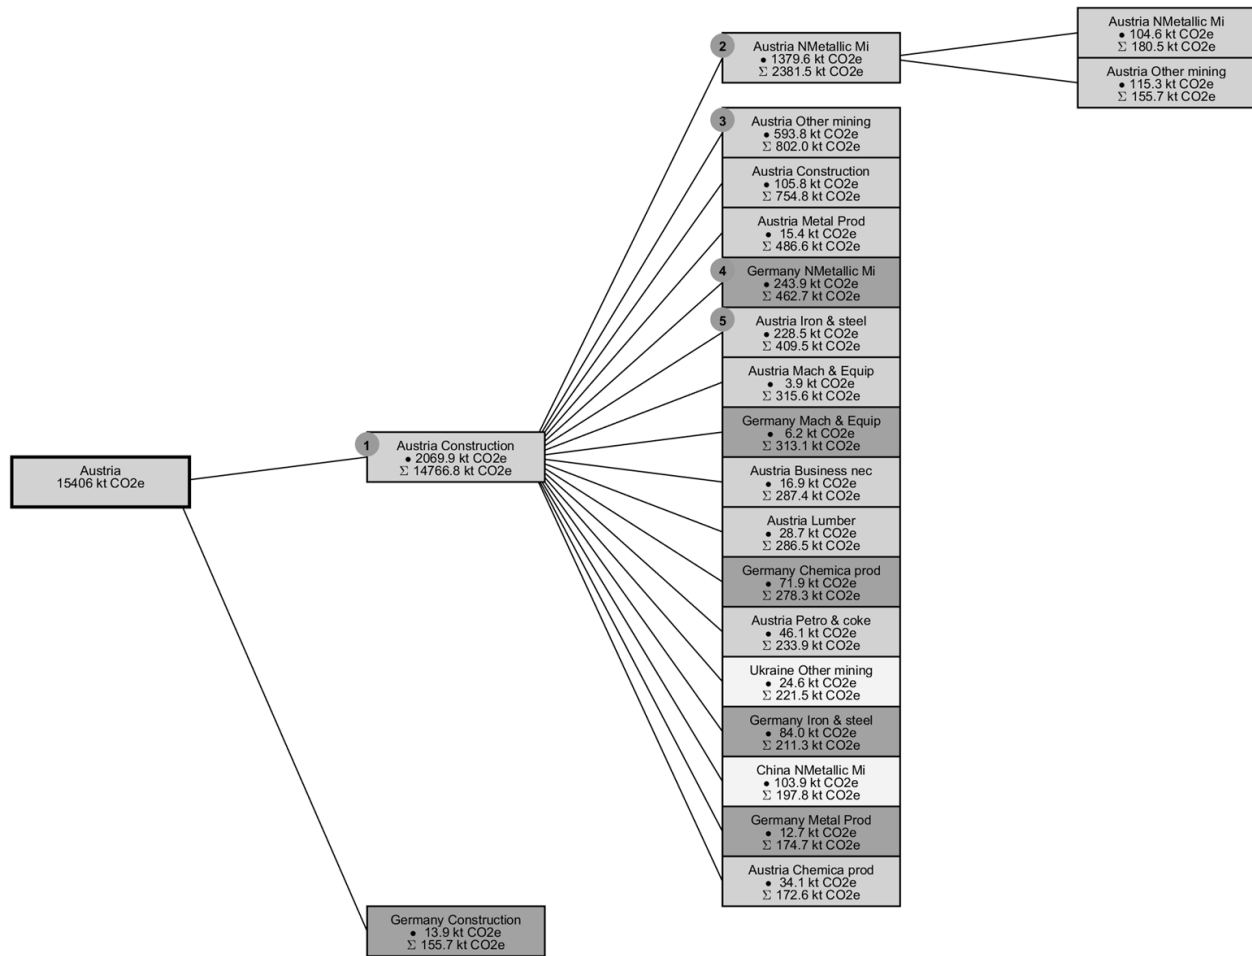 Austria
15406 kt CO2e
1
Austria Construction
● 2069.9 kt CO2e
Σ 14766.8 kt CO2e
Germany Construction
● 13.9 kt CO2e
Σ 155.7 kt CO2e
2
Austria NMetallic Mi
● 1379.6 kt CO2e
Σ 2381.5 kt CO2e
3
Austria Other mining
● 593.8 kt CO2e
Σ 802.0 kt CO2e
Austria Construction
● 105.8 kt CO2e
Σ 754.8 kt CO2e
Austria Metal Prod
● 15.4 kt CO2e
Σ 486.6 kt CO2e
4
Germany NMetallic Mi
● 243.9 kt CO2e
Σ 462.7 kt CO2e
5
Austria Iron & steel
● 228.5 kt CO2e
Σ 409.5 kt CO2e
Austria Mach & Equip
● 3.9 kt CO2e
Σ 315.6 kt CO2e
Germany Mach & Equip
● 6.2 kt CO2e
Σ 313.1 kt CO2e
Austria Business nec
● 16.9 kt CO2e
Σ 287.4 kt CO2e
Austria Lumber
● 28.7 kt CO2e
Σ 286.5 kt CO2e
Germany Chemica prod
● 71.9 kt CO2e
Σ 278.3 kt CO2e
Austria Petro & coke
● 46.1 kt CO2e
Σ 233.9 kt CO2e
Ukraine Other mining
● 24.6 kt CO2e
Σ 221.5 kt CO2e
Germany Iron & steel
● 84.0 kt CO2e
Σ 211.3 kt CO2e
China NMetallic Mi
● 103.9 kt CO2e
Σ 197.8 kt CO2e
Germany Metal Prod
● 12.7 kt CO2e
Σ 174.7 kt CO2e
Austria Chemica prod
● 34.1 kt CO2e
Σ 172.6 kt CO2e
Austria NMetallic Mi
● 104.6 kt CO2e
Σ 180.5 kt CO2e
Austria Other mining
● 115.3 kt CO2e
Σ 155.7 kt CO2e